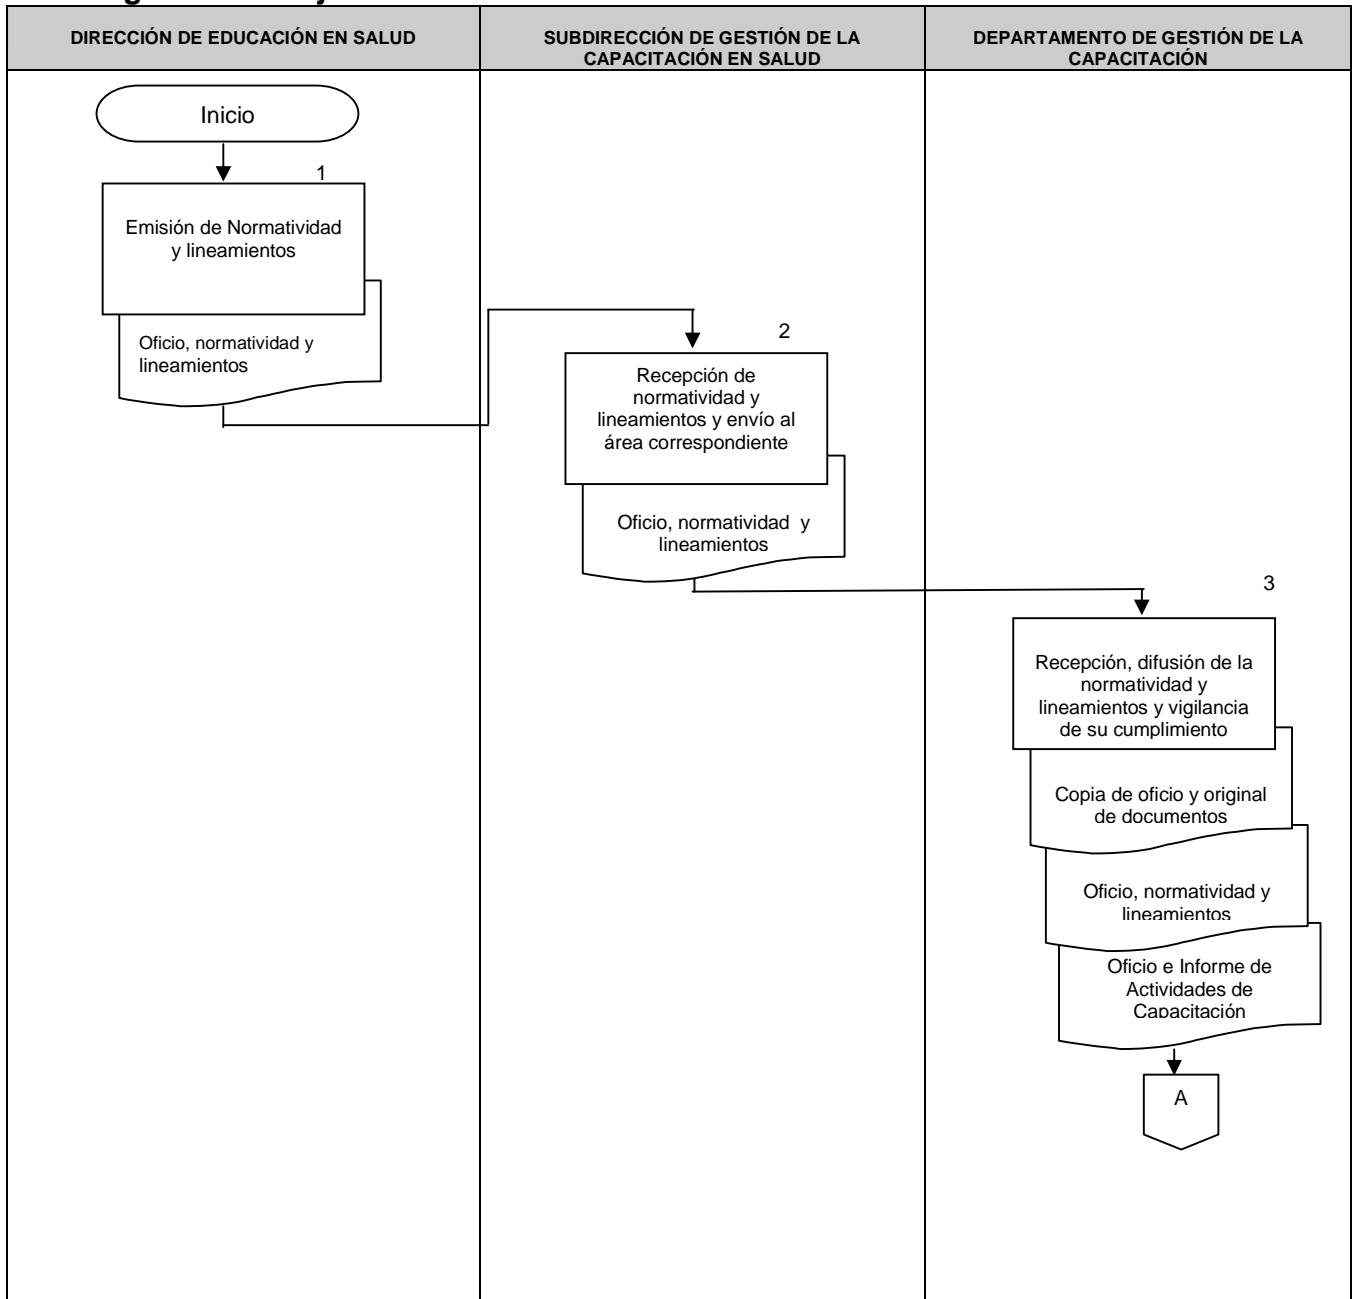 DIRECCIÓN DE EDUCACIÓN EN SALUD
SUBDIRECCIÓN DE GESTIÓN DE LA
CAPACITACIÓN EN SALUD
DEPARTAMENTO DE GESTIÓN DE LA
CAPACITACIÓN
Inicio
1
Emisión de Normatividad
y lineamientos
Oficio, normatividad y
lineamientos
2
Recepción de
normatividad y
lineamientos y envío al
área correspondiente
Oficio, normatividad y
lineamientos
3
Recepción, difusión de la
normatividad y
lineamientos y vigilancia
de su cumplimiento
Copia de oficio y original
de documentos
Oficio, normatividad y
lineamientos
Oficio e Informe de
Actividades de
Capacitación
A